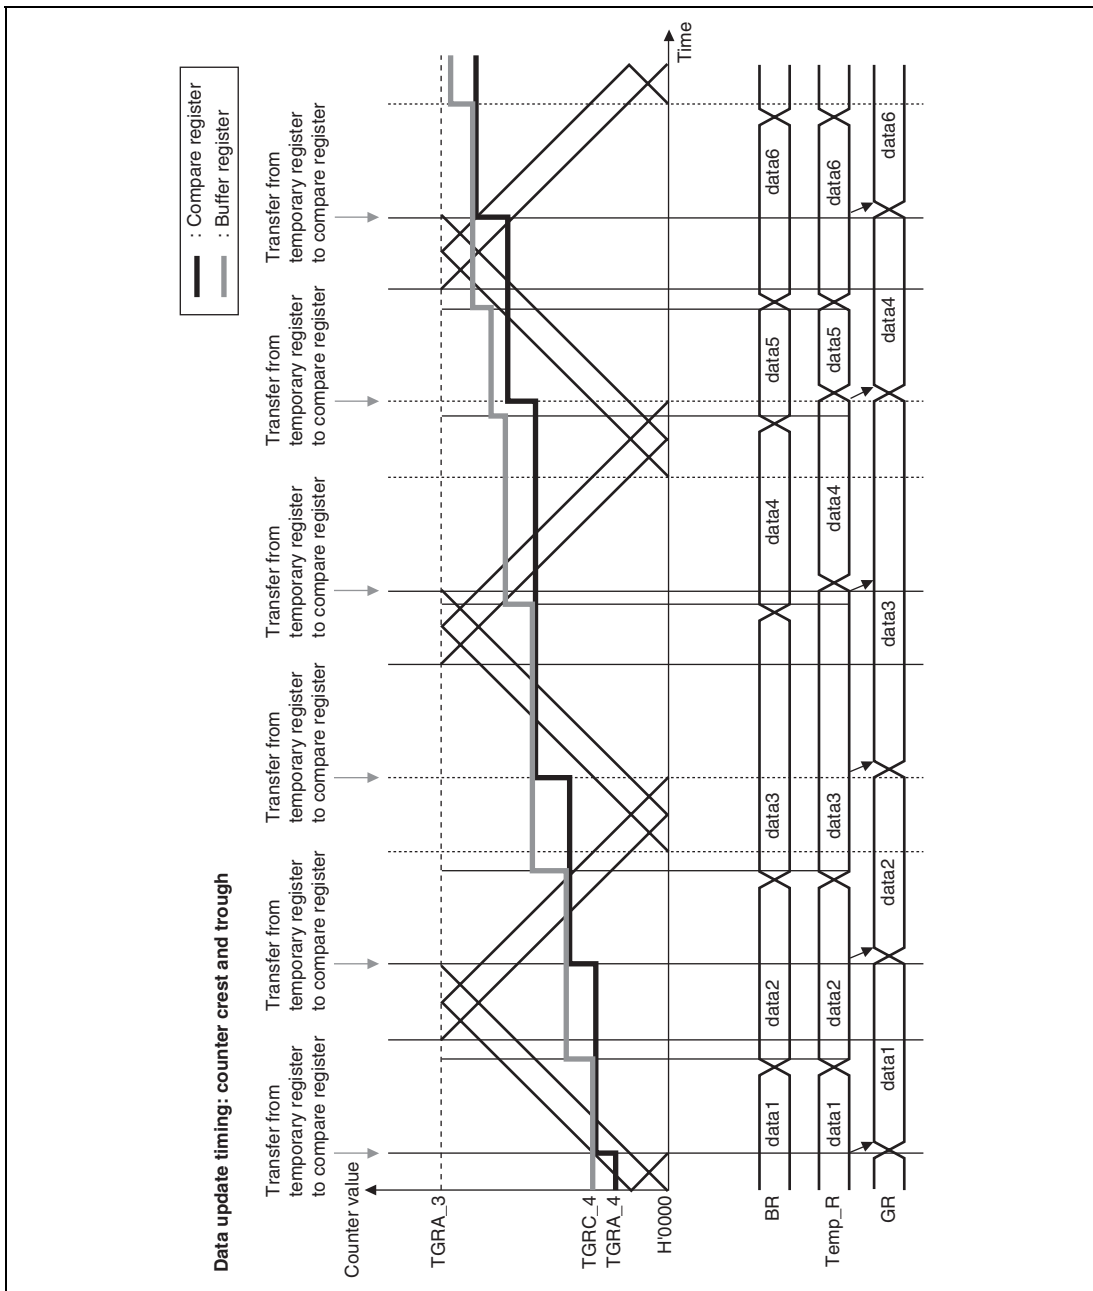 Data update timing: counter crest and trough
: Compare register
: Buffer register
Transfer from
temporary register
to compare register
Transfer from
temporary register
to compare register
Transfer from
temporary register
to compare register
Transfer from
temporary register
to compare register
Transfer from
temporary register
to compare register
Transfer from
temporary register
to compare register
Counter value
TGRA_3
TGRC_4
TGRA_4
H'0000
Time
BR
data1
data2
data3
data4
data5
data6
Temp_R
data1
data2
data3
data4
data5
data6
GR
data1
data2
data3
data4
data6